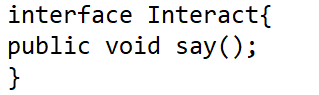 interface Interact{
public void say();
}